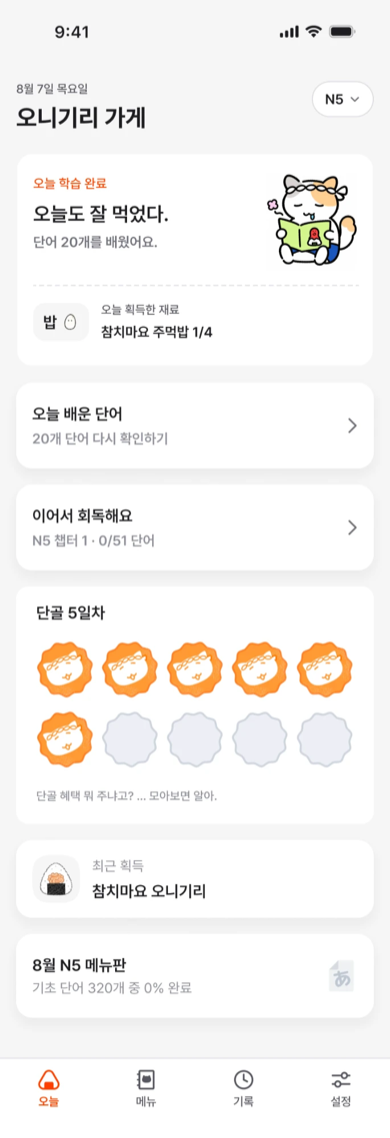 9:41
8월 7일 목요일
오니기리 가게
N5
오늘 학습 완료
오늘도 잘 먹었다.
단어 20개를 배웠어요.
밥
오늘 획득한 재료
참치마요 주먹밥 1/4
오늘 배운 단어
20개 단어 다시 확인하기
이어서 회독해요
N5 챕터 1 · 0/51 단어
단골 5일차
단골 혜택 뭐 주냐고? ... 모아보면 알아.
최근 획득
참치마요 오니기리
8월 N5 메뉴판
기초 단어 320개 중 0% 완료
あ
오늘
메뉴
기록
설정